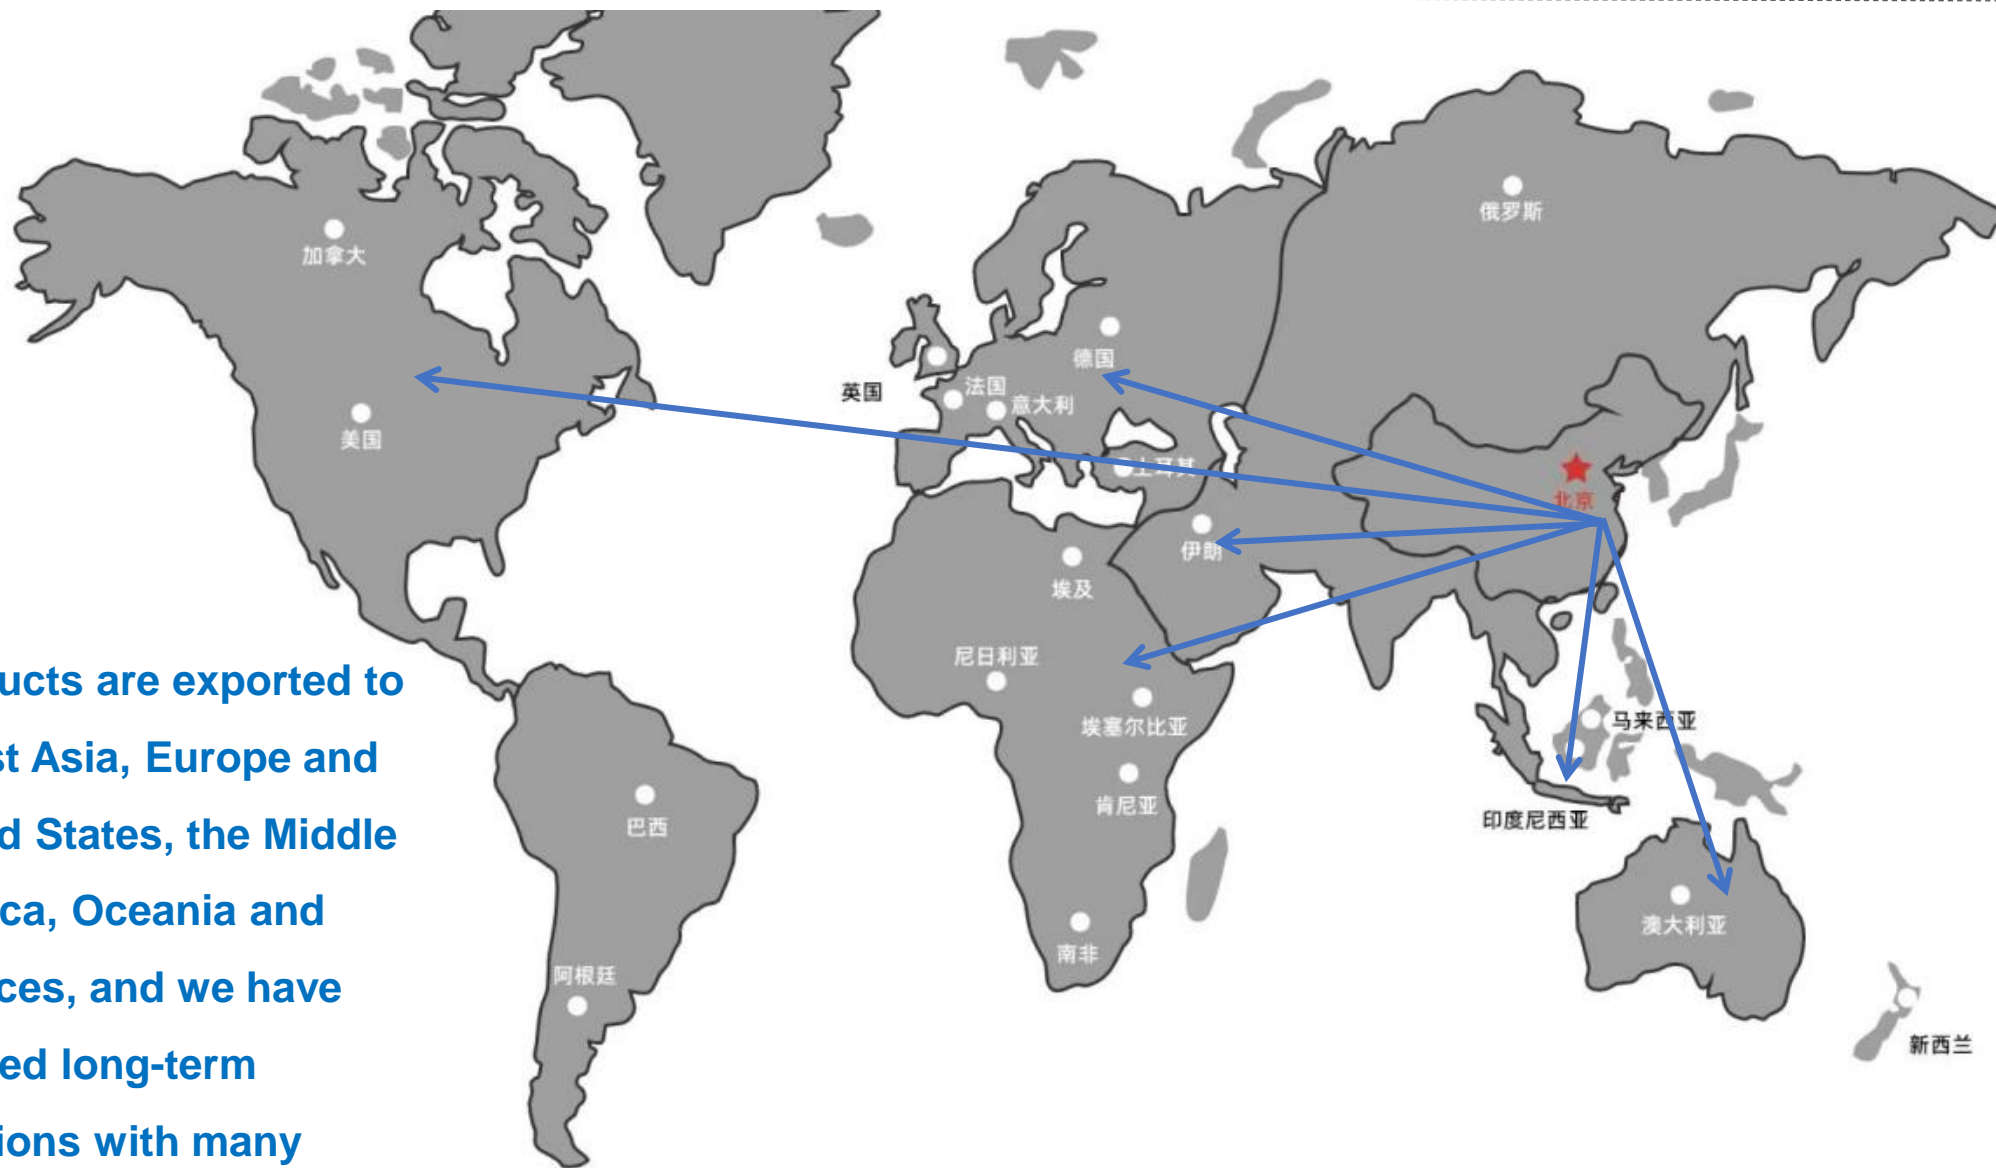 俄罗斯
加拿大
德国
英国
法国
意大利
美国
土耳其
北京
伊朗
埃及
尼日利亚
埃塞尔比亚
马来西亚
肯尼亚
印度尼西亚
巴西
澳大利亚
南非
阿根廷
新西兰
ucts are exported to
st Asia, Europe and
d States, the Middle
ca, Oceania and
ces, and we have
ed long-term
ions with many